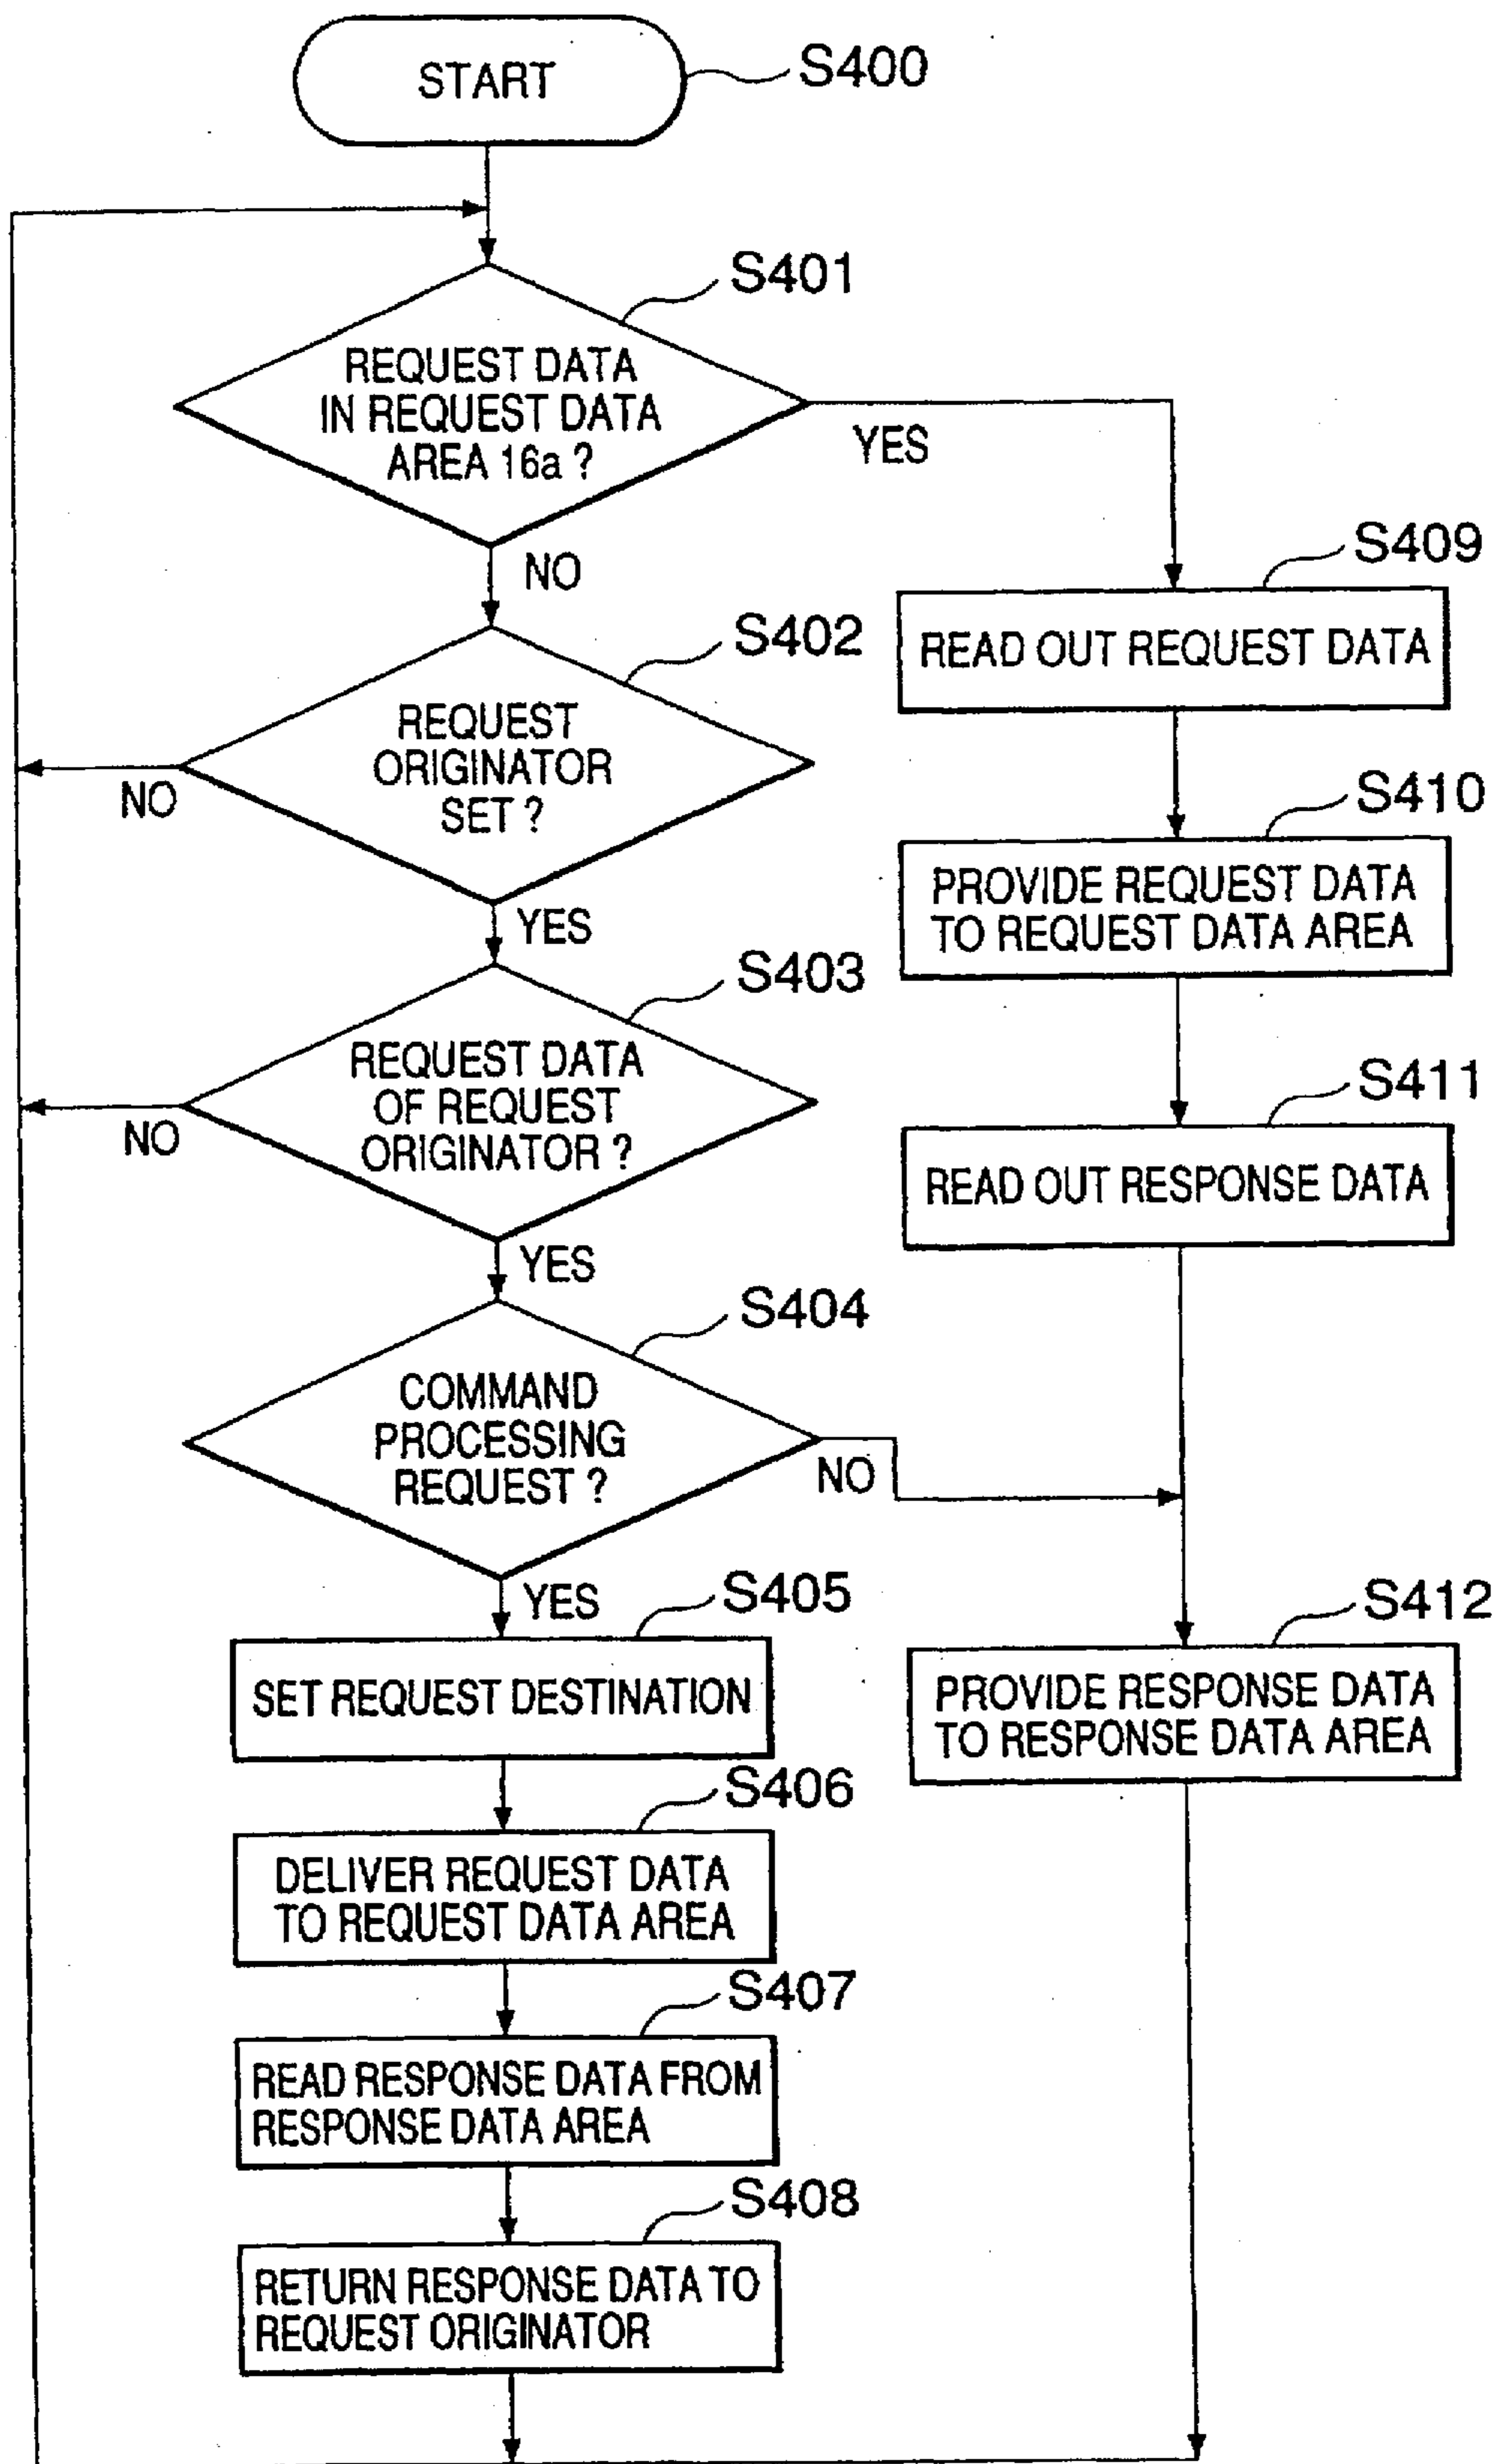 START
S400
S401
REQUEST DATA
IN REQUEST DATA
AREA 16a ?
YES
NO
S409
READ OUT REQUEST DATA
S402
REQUEST
ORIGINATOR
SET ?
NO
YES
S410
PROVIDE REQUEST DATA
TO REQUEST DATA AREA
S403
REQUEST DATA
OF REQUEST
ORIGINATOR ?
NO
YES
S411
READ OUT RESPONSE DATA
S404
COMMAND
PROCESSING
REQUEST ?
NO
YES
S405
SET REQUEST DESTINATION
S412
PROVIDE RESPONSE DATA
TO RESPONSE DATA AREA
S406
DELIVER REQUEST DATA
TO REQUEST DATA AREA
S407
READ RESPONSE DATA FROM
RESPONSE DATA AREA
S408
RETURN RESPONSE DATA TO
REQUEST ORIGINATOR